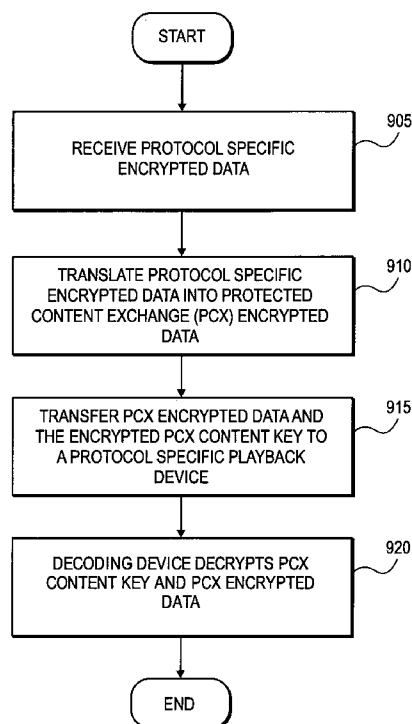 START
905
RECEIVE PROTOCOL SPECIFIC
ENCRYPTED DATA
910
TRANSLATE PROTOCOL SPECIFIC
ENCRYPTED DATA INTO PROTECTED
CONTENT EXCHANGE (PCX) ENCRYPTED
DATA
915
TRANSFER PCX ENCRYPTED DATA AND
THE ENCRYPTED PCX CONTENT KEY TO
A PROTOCOL SPECIFIC PLAYBACK
DEVICE
920
DECODING DEVICE DECRYPTS PCX
CONTENT KEY AND PCX ENCRYPTED
DATA
END